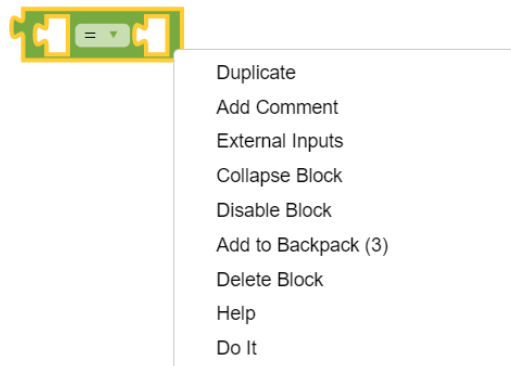 =
Duplicate
Add Comment
External Inputs
Collapse Block
Disable Block
Add to Backpack (3)
Delete Block
Help
Do It